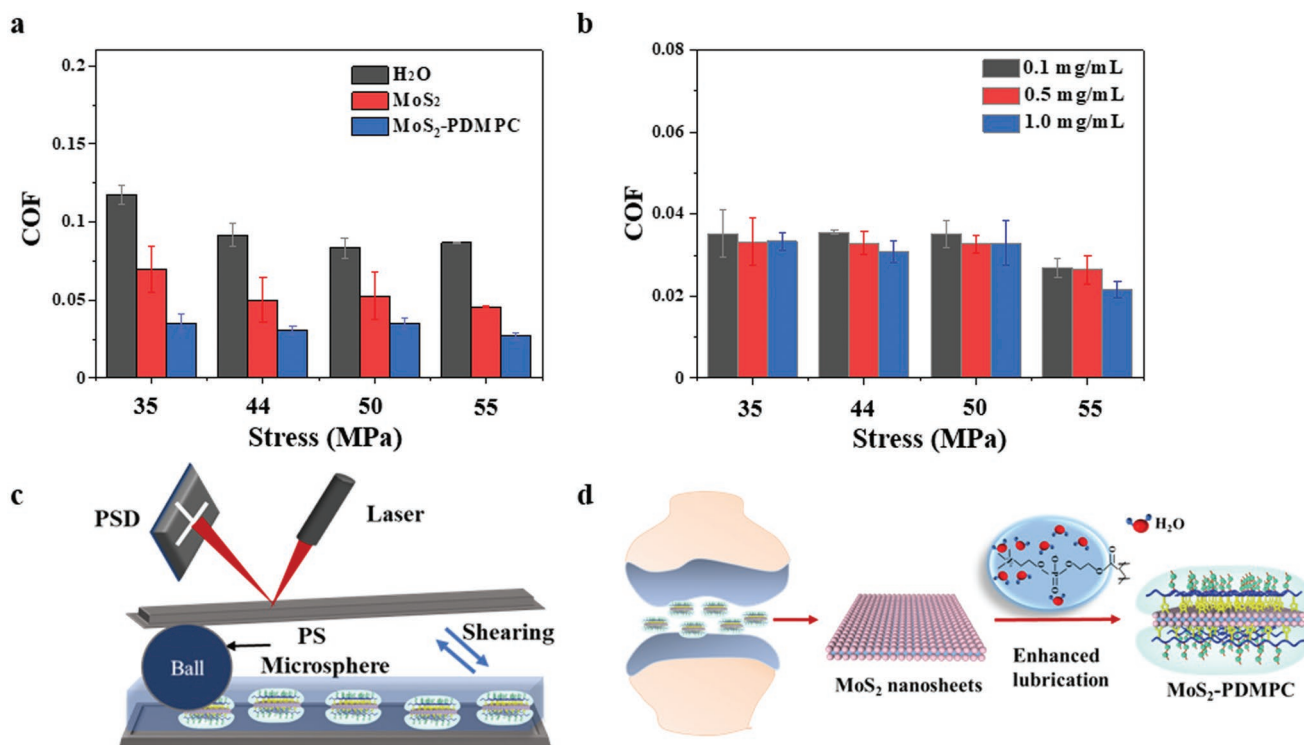 a
0.2
0.15
0.1
0.05
0
COF
H₂O
MoS₂
MoS₂-PDMPC
35 44 50 55
Stress (MPa)
b
0.08
0.06
0.04
0.02
0
COF
0.1 mg/mL
0.5 mg/mL
1.0 mg/mL
35 44 50 55
Stress (MPa)
c
PSD
Laser
PS
Microsphere
Ball
Shearing
d
H₂O
MoS₂ nanosheets
Enhanced
lubrication
MoS₂-PDMPC